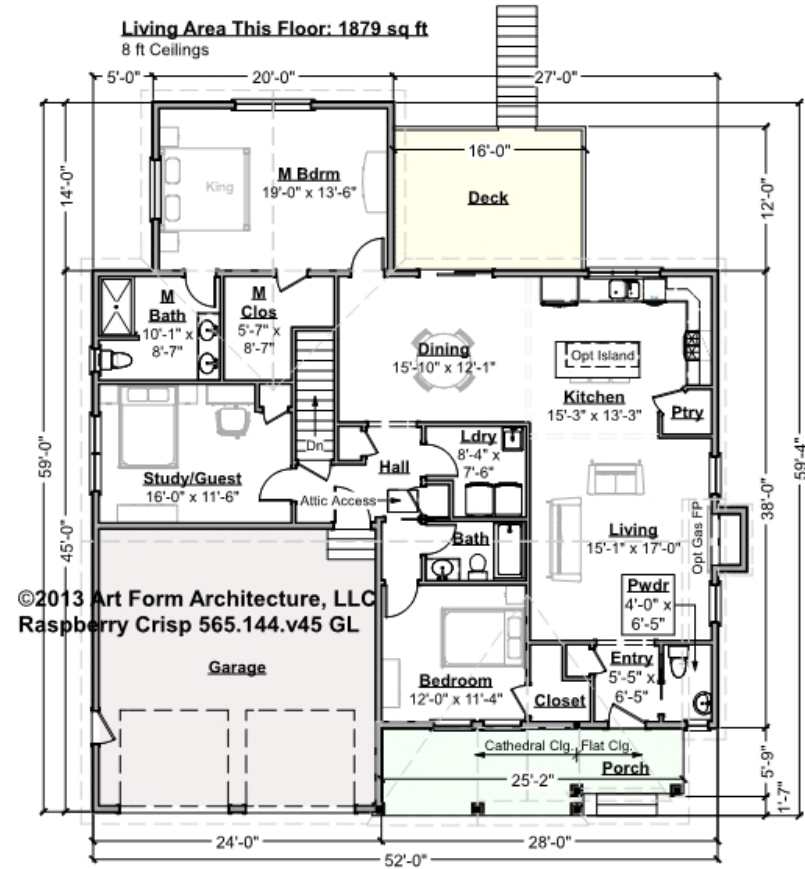 Living Area This Floor: 1879 sq ft
8 ft Ceilings
5'-0"
20'-0"
27'-0"
16'-0"
Deck
14'-0"
12'-0"
M Bdrm
19'-0" x 13'-6"
King
M
Bath
10'-1" x
8'-7"
M
Clos
5'-7" x
8'-7"
Dining
15'-10" x 12'-1"
Opt Island
Kitchen
15'-3" x 13'-3"
Ptry
Dn
Ldry
8'-4" x
7'-6"
Hall
Study/Guest
16'-0" x 11'-6"
Attic Access
59'-0"
59'-4"
45'-0"
38'-0"
Living
15'-1" x 17'-0"
Opt Gas FP
Bath
Pwdr
4'-0" x
6'-5"
©2013 Art Form Architecture, LLC
Raspberry Crisp 565.144.v45 GL
Garage
Bedroom
12'-0" x 11'-4"
Closet
Entry
5'-5" x
6'-5"
Cathedral Clg.
Flat Clg.
Porch
25'-2"
5'-9"
1'-7"
24'-0"
28'-0"
52'-0"